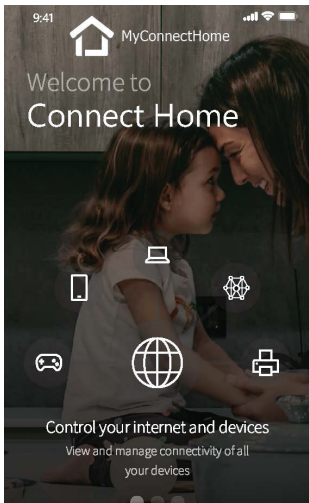 9:41
MyConnectHome
Welcome to
Connect Home
Control your internet and devices
View and manage connectivity of all
your devices